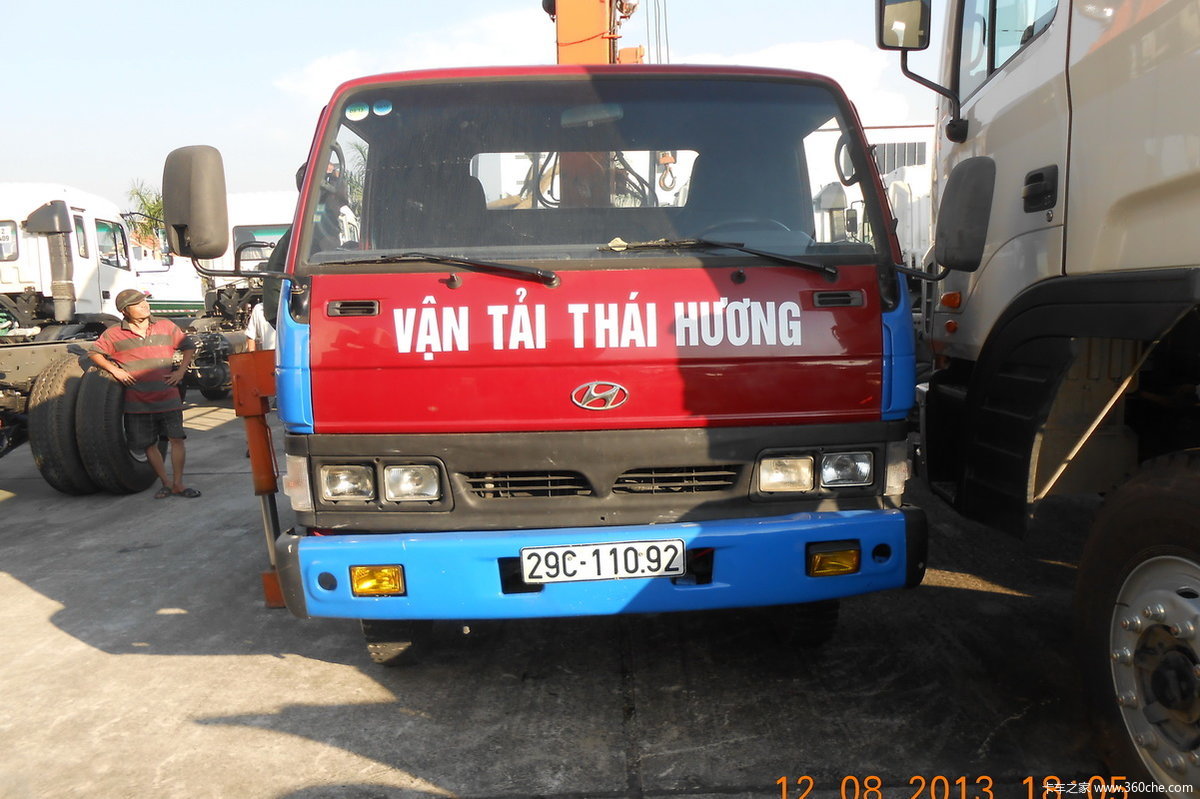 VẬN TẢI THÁI HƯƠNG
29C-110.92
12 08 2013 18:05
卡车之家 www.360che.com